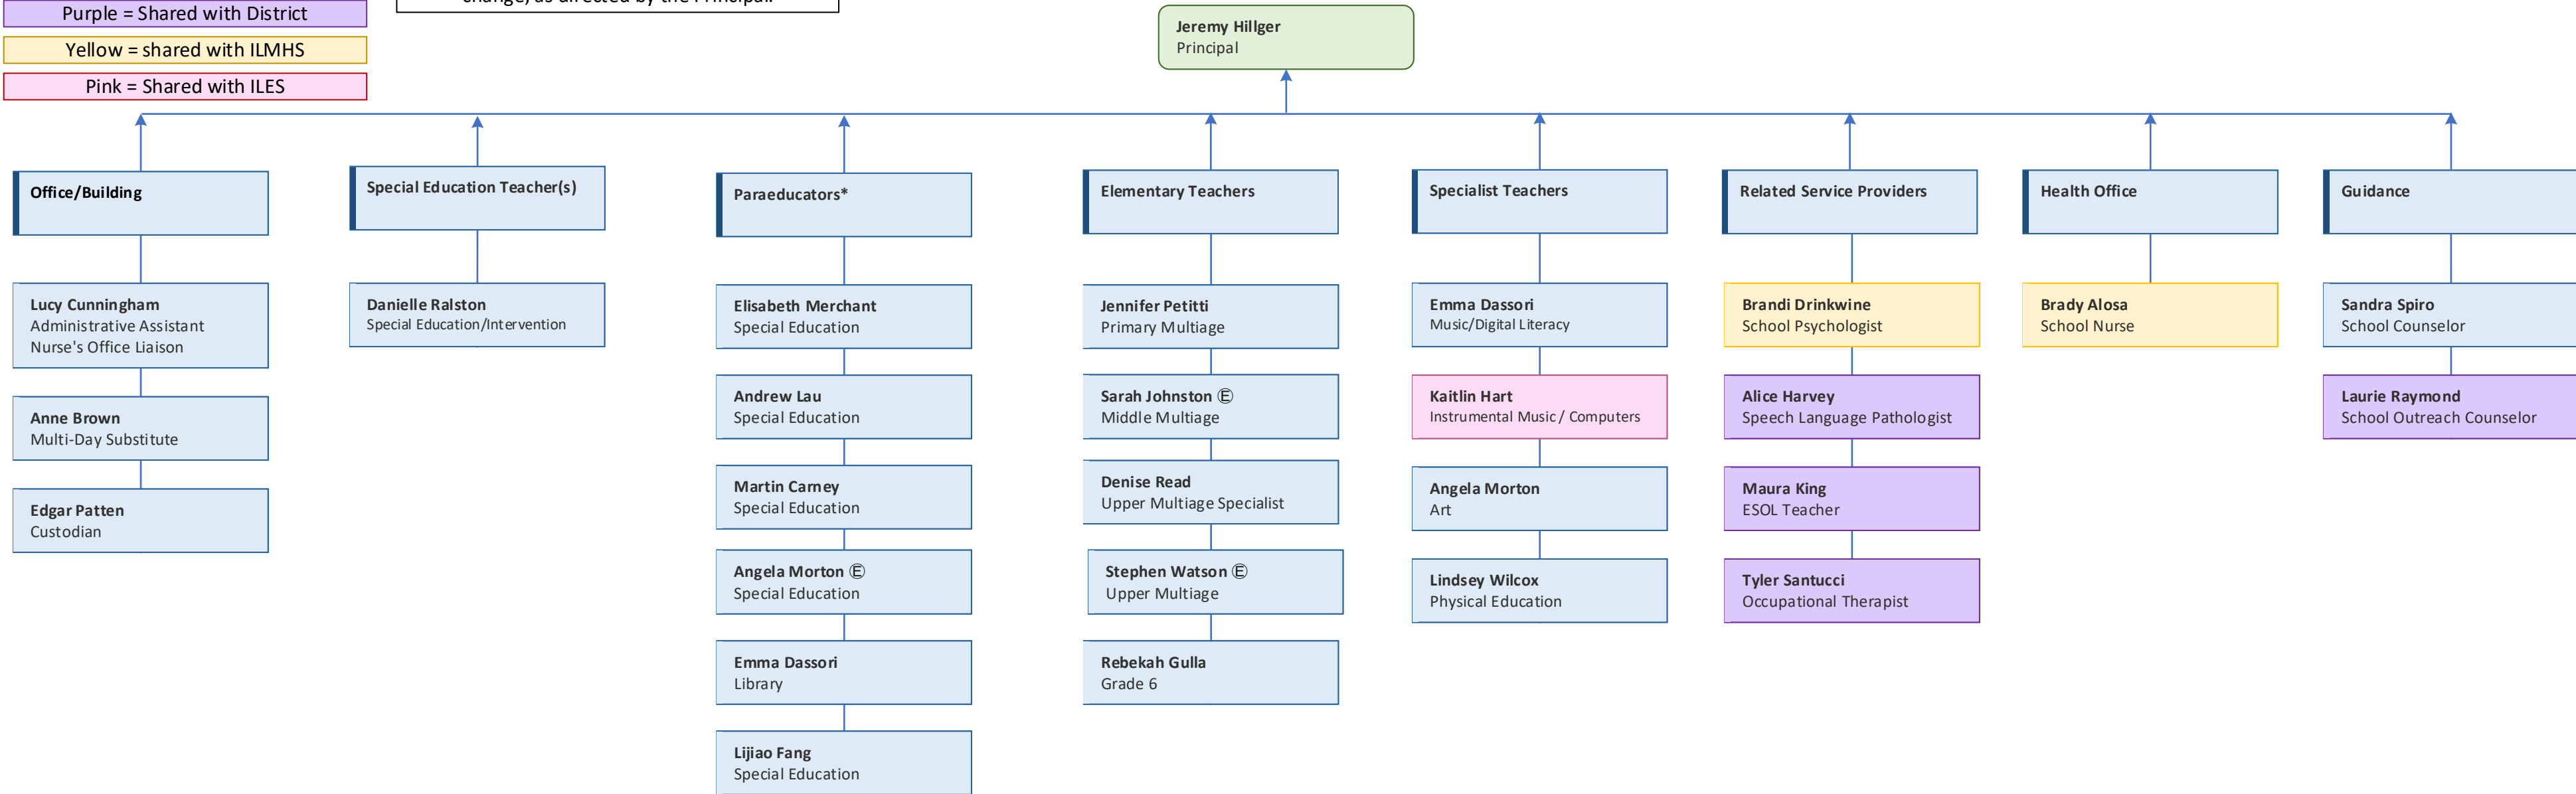 Purple = Shared with District
Yellow = shared with ILMHS
Pink = Shared with ILES
change, as directed by the Principal.
Jeremy Hillger
Principal
Office/Building
Lucy Cunningham
Administrative Assistant
Nurse's Office Liaison
Anne Brown
Multi-Day Substitute
Edgar Patten
Custodian
Special Education Teacher(s)
Danielle Ralston
Special Education/Intervention
Paraeducators*
Elisabeth Merchant
Special Education
Andrew Lau
Special Education
Martin Carney
Special Education
Angela Morton Ⓔ
Special Education
Emma Dassori
Library
Lijiao Fang
Special Education
Elementary Teachers
Jennifer Petitti
Primary Multiage
Sarah Johnston Ⓔ
Middle Multiage
Denise Read
Upper Multiage Specialist
Stephen Watson Ⓔ
Upper Multiage
Rebekah Gulla
Grade 6
Specialist Teachers
Emma Dassori
Music/Digital Literacy
Kaitlin Hart
Instrumental Music / Computers
Angela Morton
Art
Lindsey Wilcox
Physical Education
Related Service Providers
Brandi Drinkwine
School Psychologist
Alice Harvey
Speech Language Pathologist
Maura King
ESOL Teacher
Tyler Santucci
Occupational Therapist
Health Office
Brady Alosa
School Nurse
Guidance
Sandra Spiro
School Counselor
Laurie Raymond
School Outreach Counselor